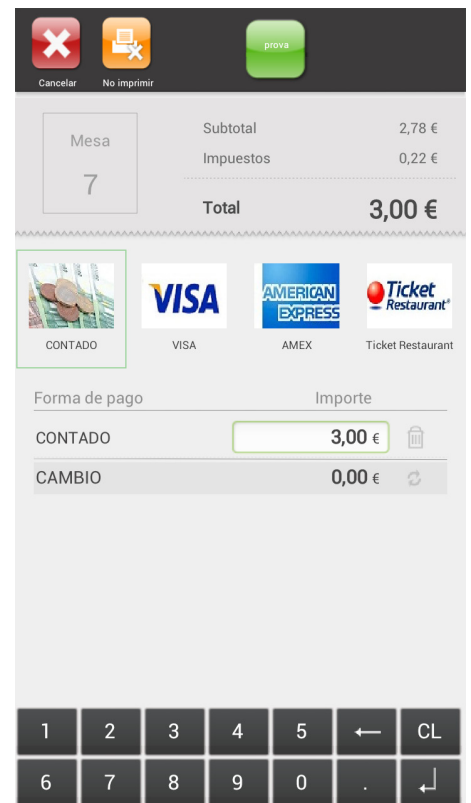 prova
Cancelar
No imprimir
Mesa
7
Subtotal 2,78 €
Impuestos 0,22 €
Total 3,00 €
VISA
AMERICAN
EXPRESS
Ticket
Restaurant
CONTADO
VISA
AMEX
Ticket Restaurant
Forma de pago Importe
CONTADO 3,00 €
CAMBIO 0,00 €
1 2 3 4 5 ← CL
6 7 8 9 0 . ↵